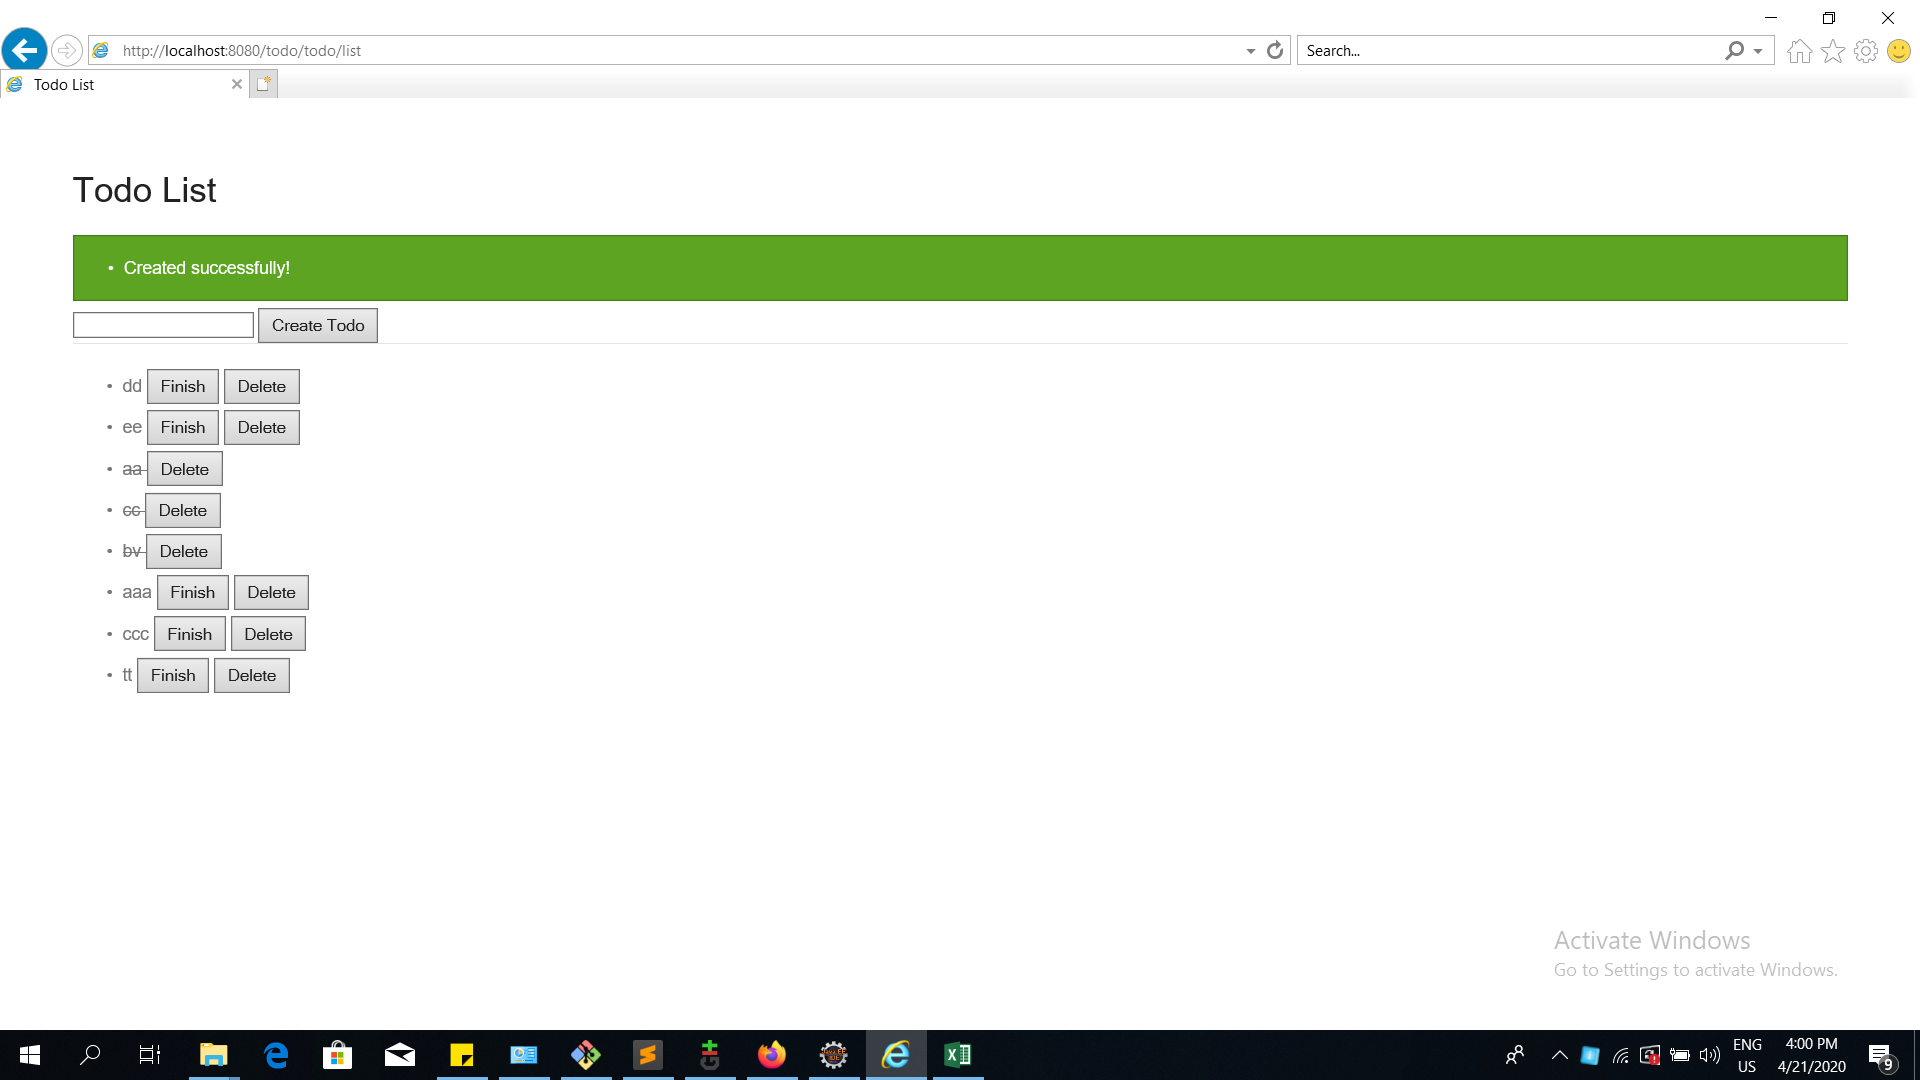 http://localhost:8080/todo/todo/list
Search...
Todo List
Todo List
• Created successfully!
Create Todo
• dd Finish Delete
• ee Finish Delete
• aa Delete
• cc Delete
• bv Delete
• aaa Finish Delete
• ccc Finish Delete
• tt Finish Delete
Activate Windows
Go to Settings to activate Windows.
ENG
US
4:00 PM
4/21/2020
9